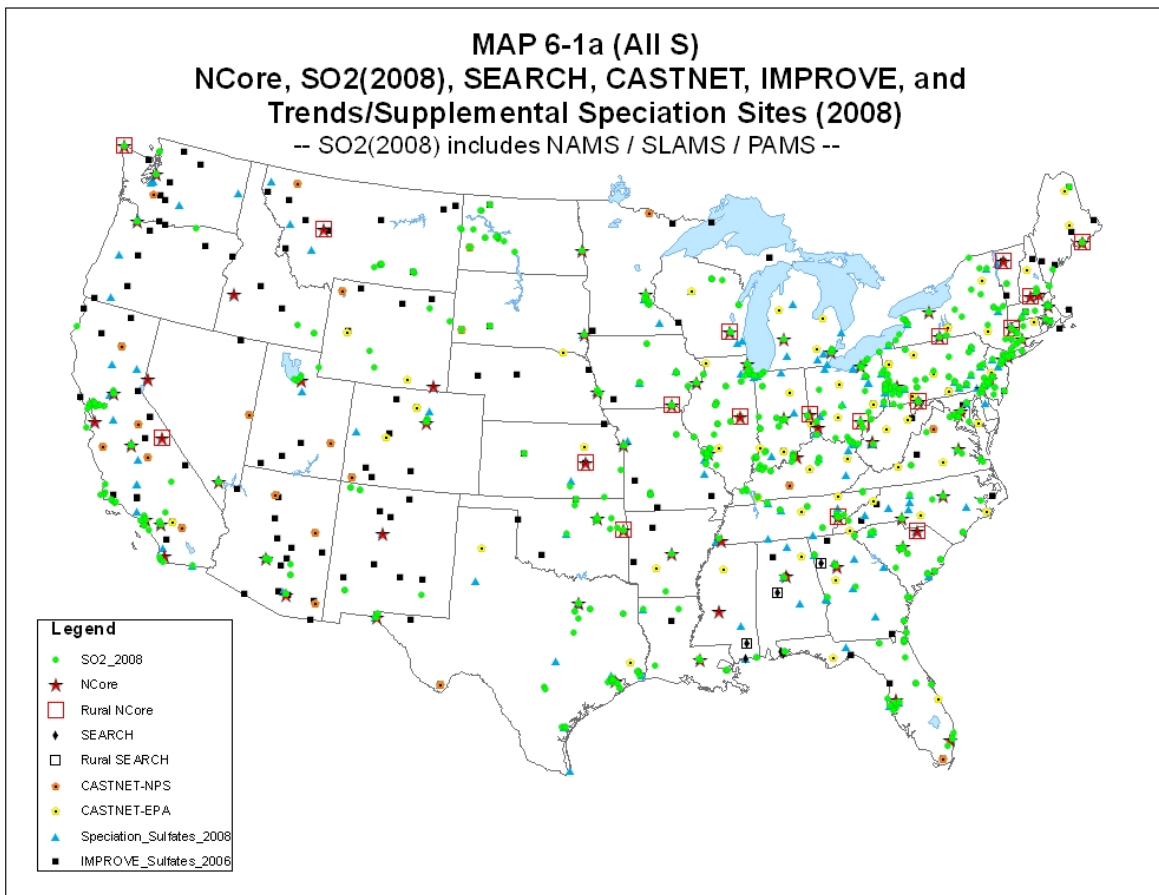 MAP 6-1a (All S)
NCore, SO2(2008), SEARCH, CASTNET, IMPROVE, and
Trends/Supplemental Speciation Sites (2008)
-- SO2(2008) includes NAMS / SLAMS / PAMS --
Legend
SO2_2008
NCore
Rural NCore
SEARCH
Rural SEARCH
CASTNET-NPS
CASTNET-EPA
Speciation_Sulfates_2008
IMPROVE_Sulfates_2006